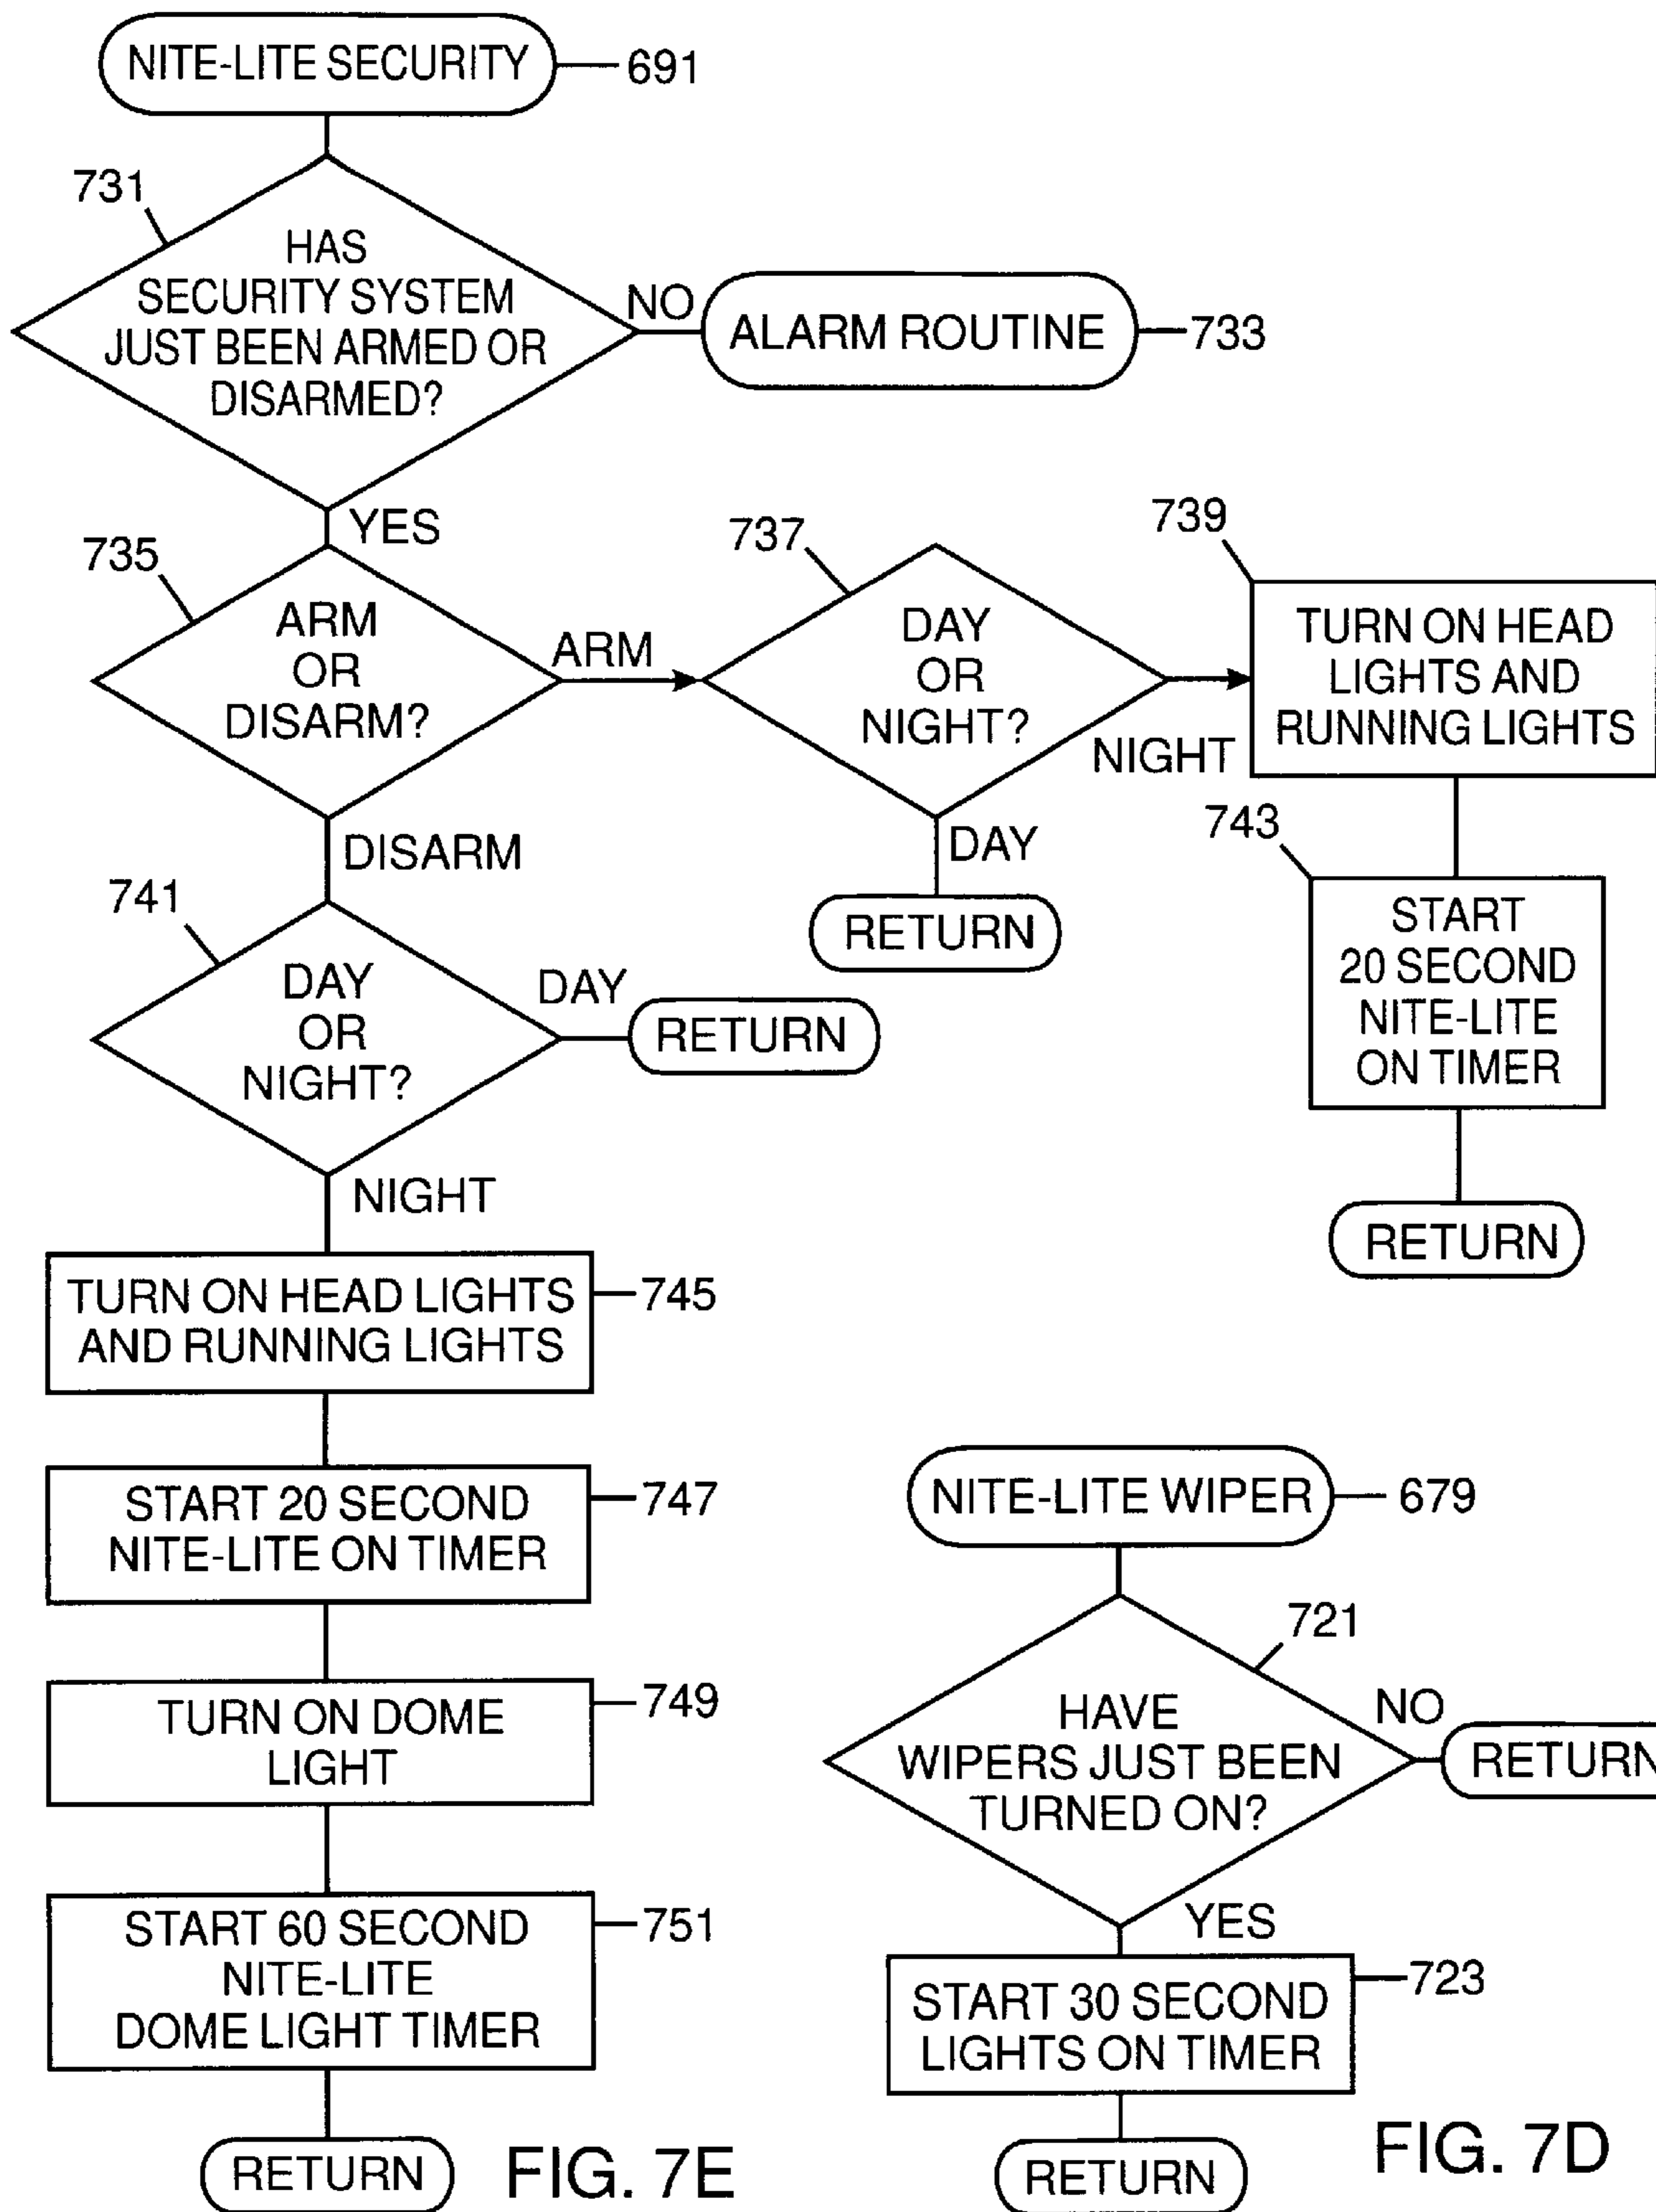 NITE-LITE SECURITY
691
731
HAS
SECURITY SYSTEM
JUST BEEN ARMED OR
DISARMED?
NO
ALARM ROUTINE
733
YES
735
ARM
OR
DISARM?
ARM
737
DAY
OR
NIGHT?
NIGHT
739
TURN ON HEAD
LIGHTS AND
RUNNING LIGHTS
DAY
RETURN
743
START
20 SECOND
NITE-LITE
ON TIMER
RETURN
DISARM
741
DAY
OR
NIGHT?
DAY
RETURN
NIGHT
TURN ON HEAD LIGHTS
AND RUNNING LIGHTS
745
START 20 SECOND
NITE-LITE ON TIMER
747
TURN ON DOME
LIGHT
749
START 60 SECOND
NITE-LITE
DOME LIGHT TIMER
751
RETURN
FIG. 7E
NITE-LITE WIPER
679
721
HAVE
WIPERS JUST BEEN
TURNED ON?
NO
RETURN
YES
START 30 SECOND
LIGHTS ON TIMER
723
RETURN
FIG. 7D